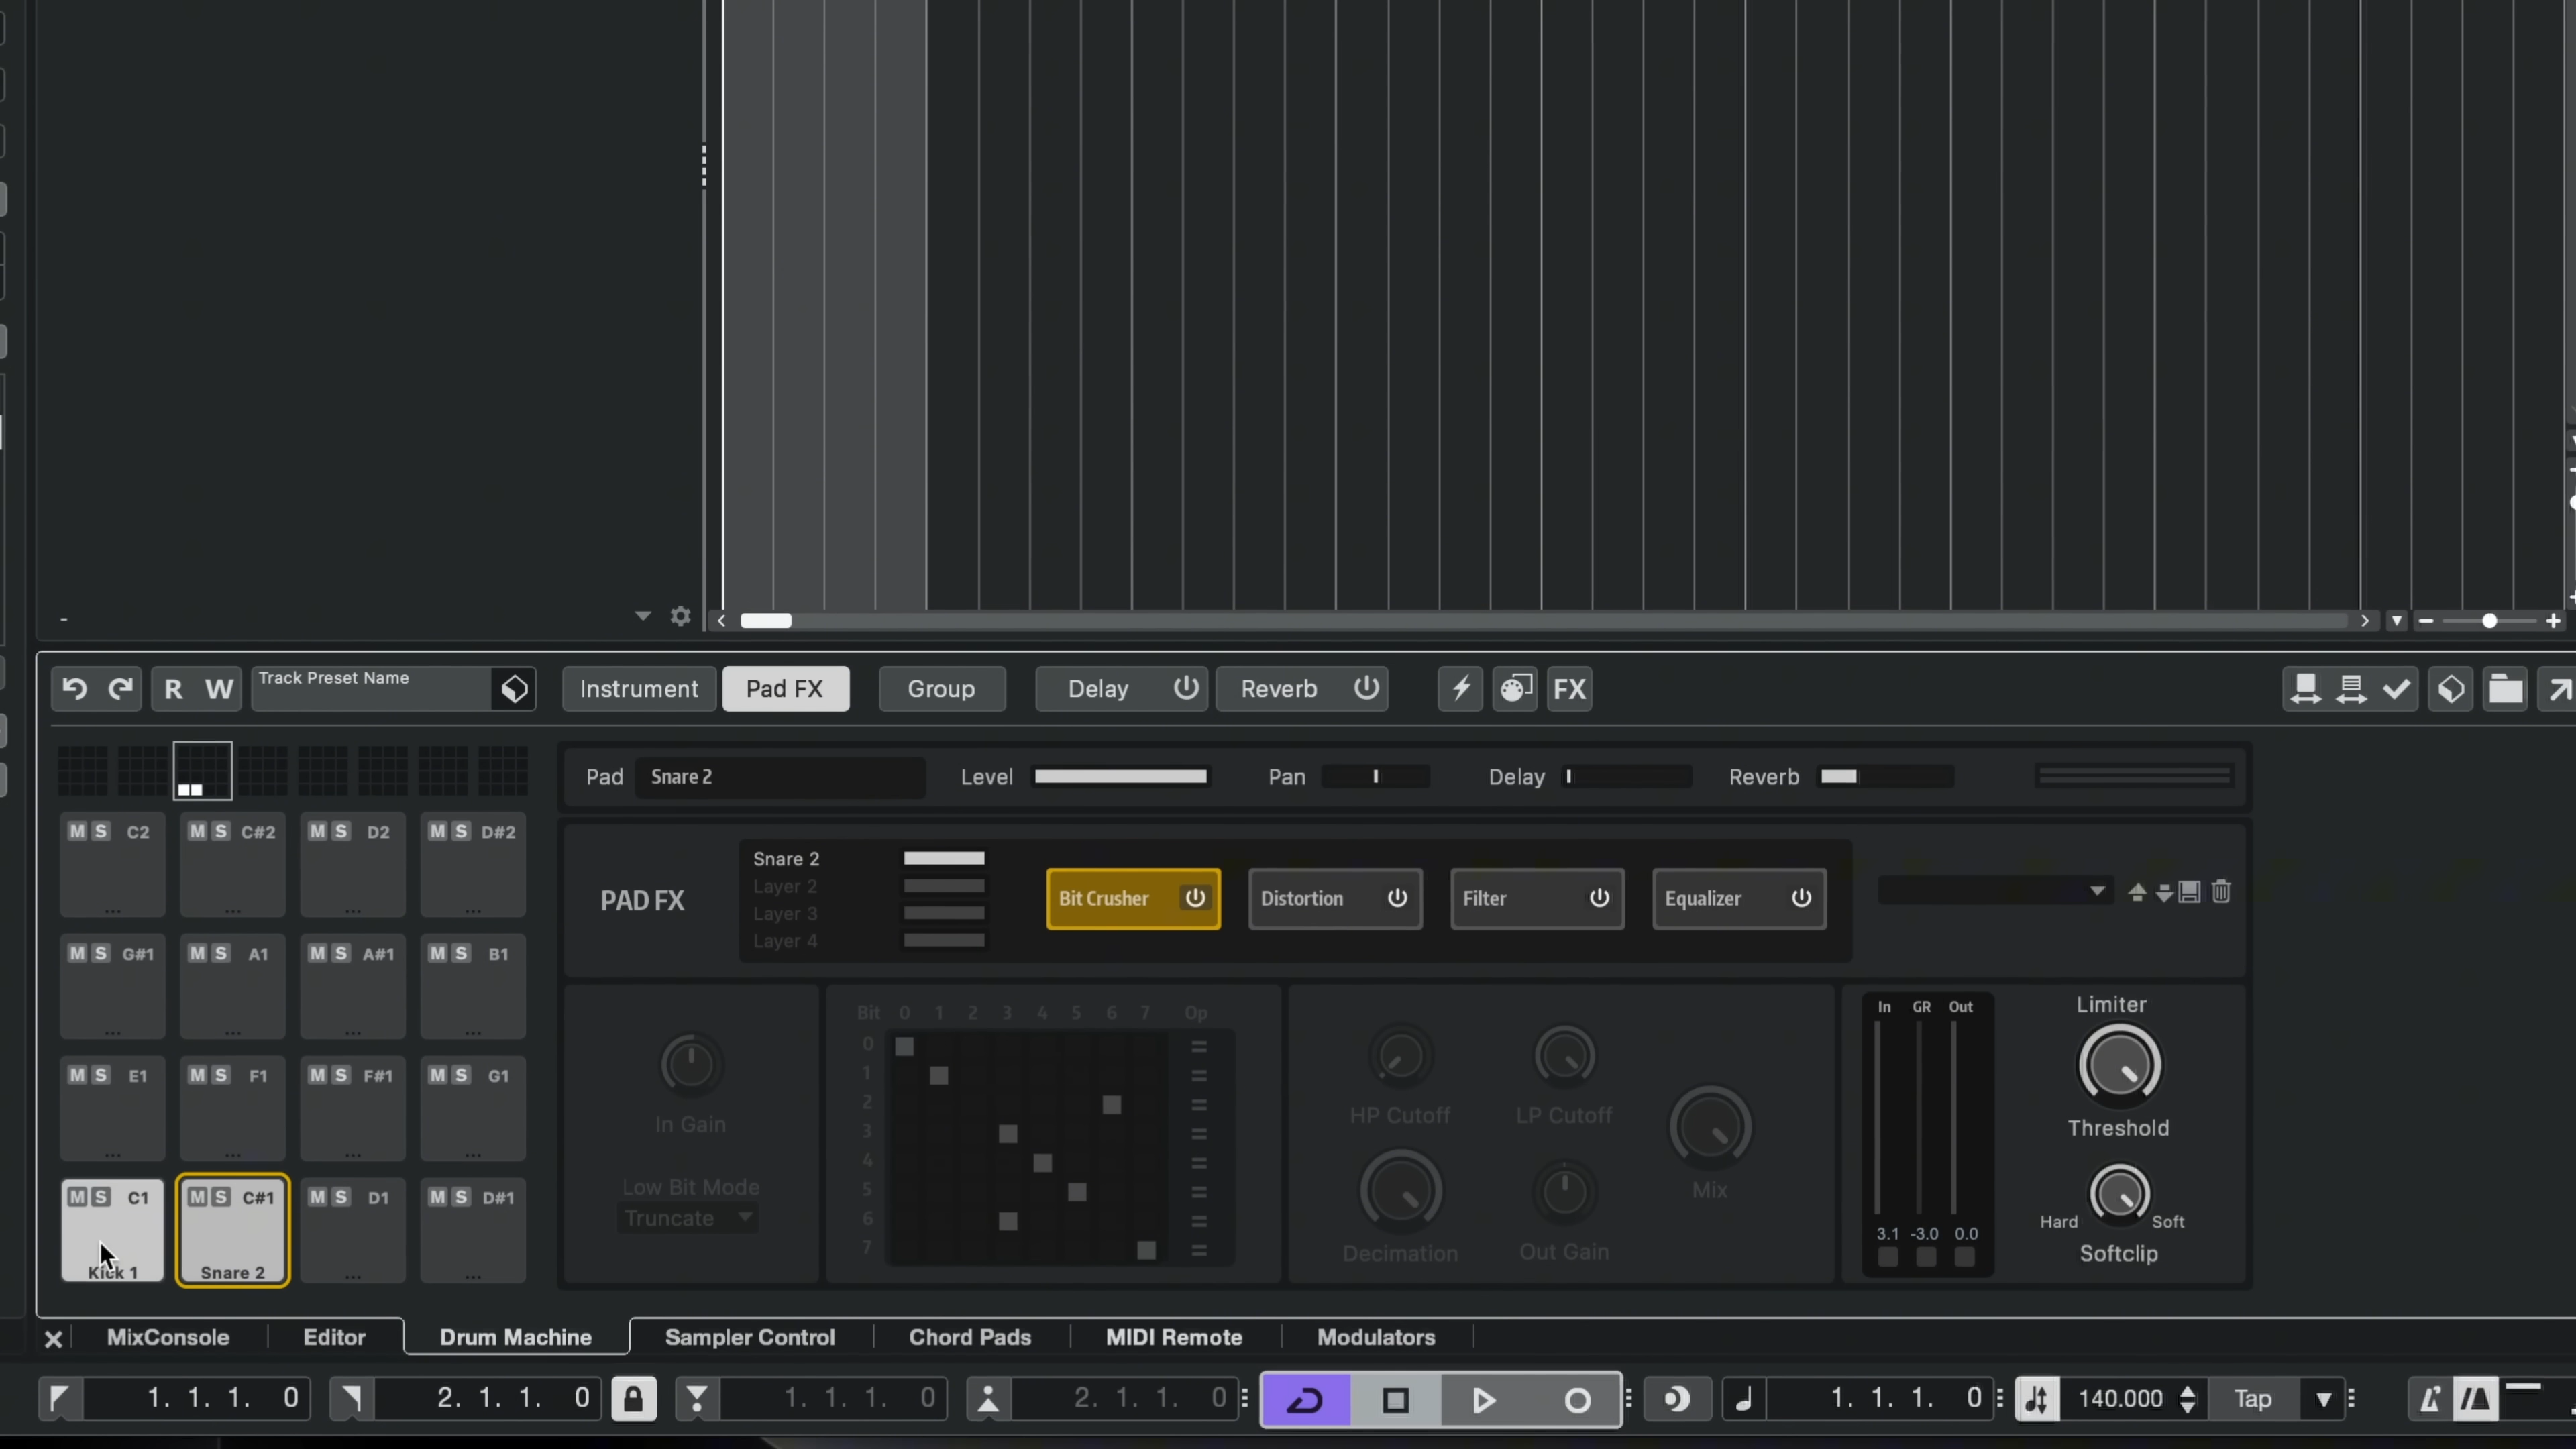 -
R W Track Preset Name Instrument Pad FX Group Delay Reverb FX
Pad Snare 2 Level Pan Delay Reverb
M S C2 M S C#2 M S D2 M S D#2
... ... ... ...
M S G#1 M S A1 M S A#1 M S B1
... ... ... ...
M S E1 M S F1 M S F#1 M S G1
... ... ... ...
M S C1 M S C#1 M S D1 M S D#1
Kick 1 Snare 2 ... ...
PAD FX
Snare 2
Layer 2
Layer 3
Layer 4
Bit Crusher Distortion Filter Equalizer
In Gain
Low Bit Mode
Truncate
Bit 0 1 2 3 4 5 6 7 Op
0 =
1 =
2 =
3 =
4 =
5 =
6 =
7 =
HP Cutoff LP Cutoff
Mix
Decimation Out Gain
In GR Out
3.1 -3.0 0.0
Limiter
Threshold
Hard Soft
Softclip
MixConsole Editor Drum Machine Sampler Control Chord Pads MIDI Remote Modulators
1. 1. 1. 0 2. 1. 1. 0 1. 1. 1. 0 2. 1. 1. 0 1. 1. 1. 0 140.000 Tap